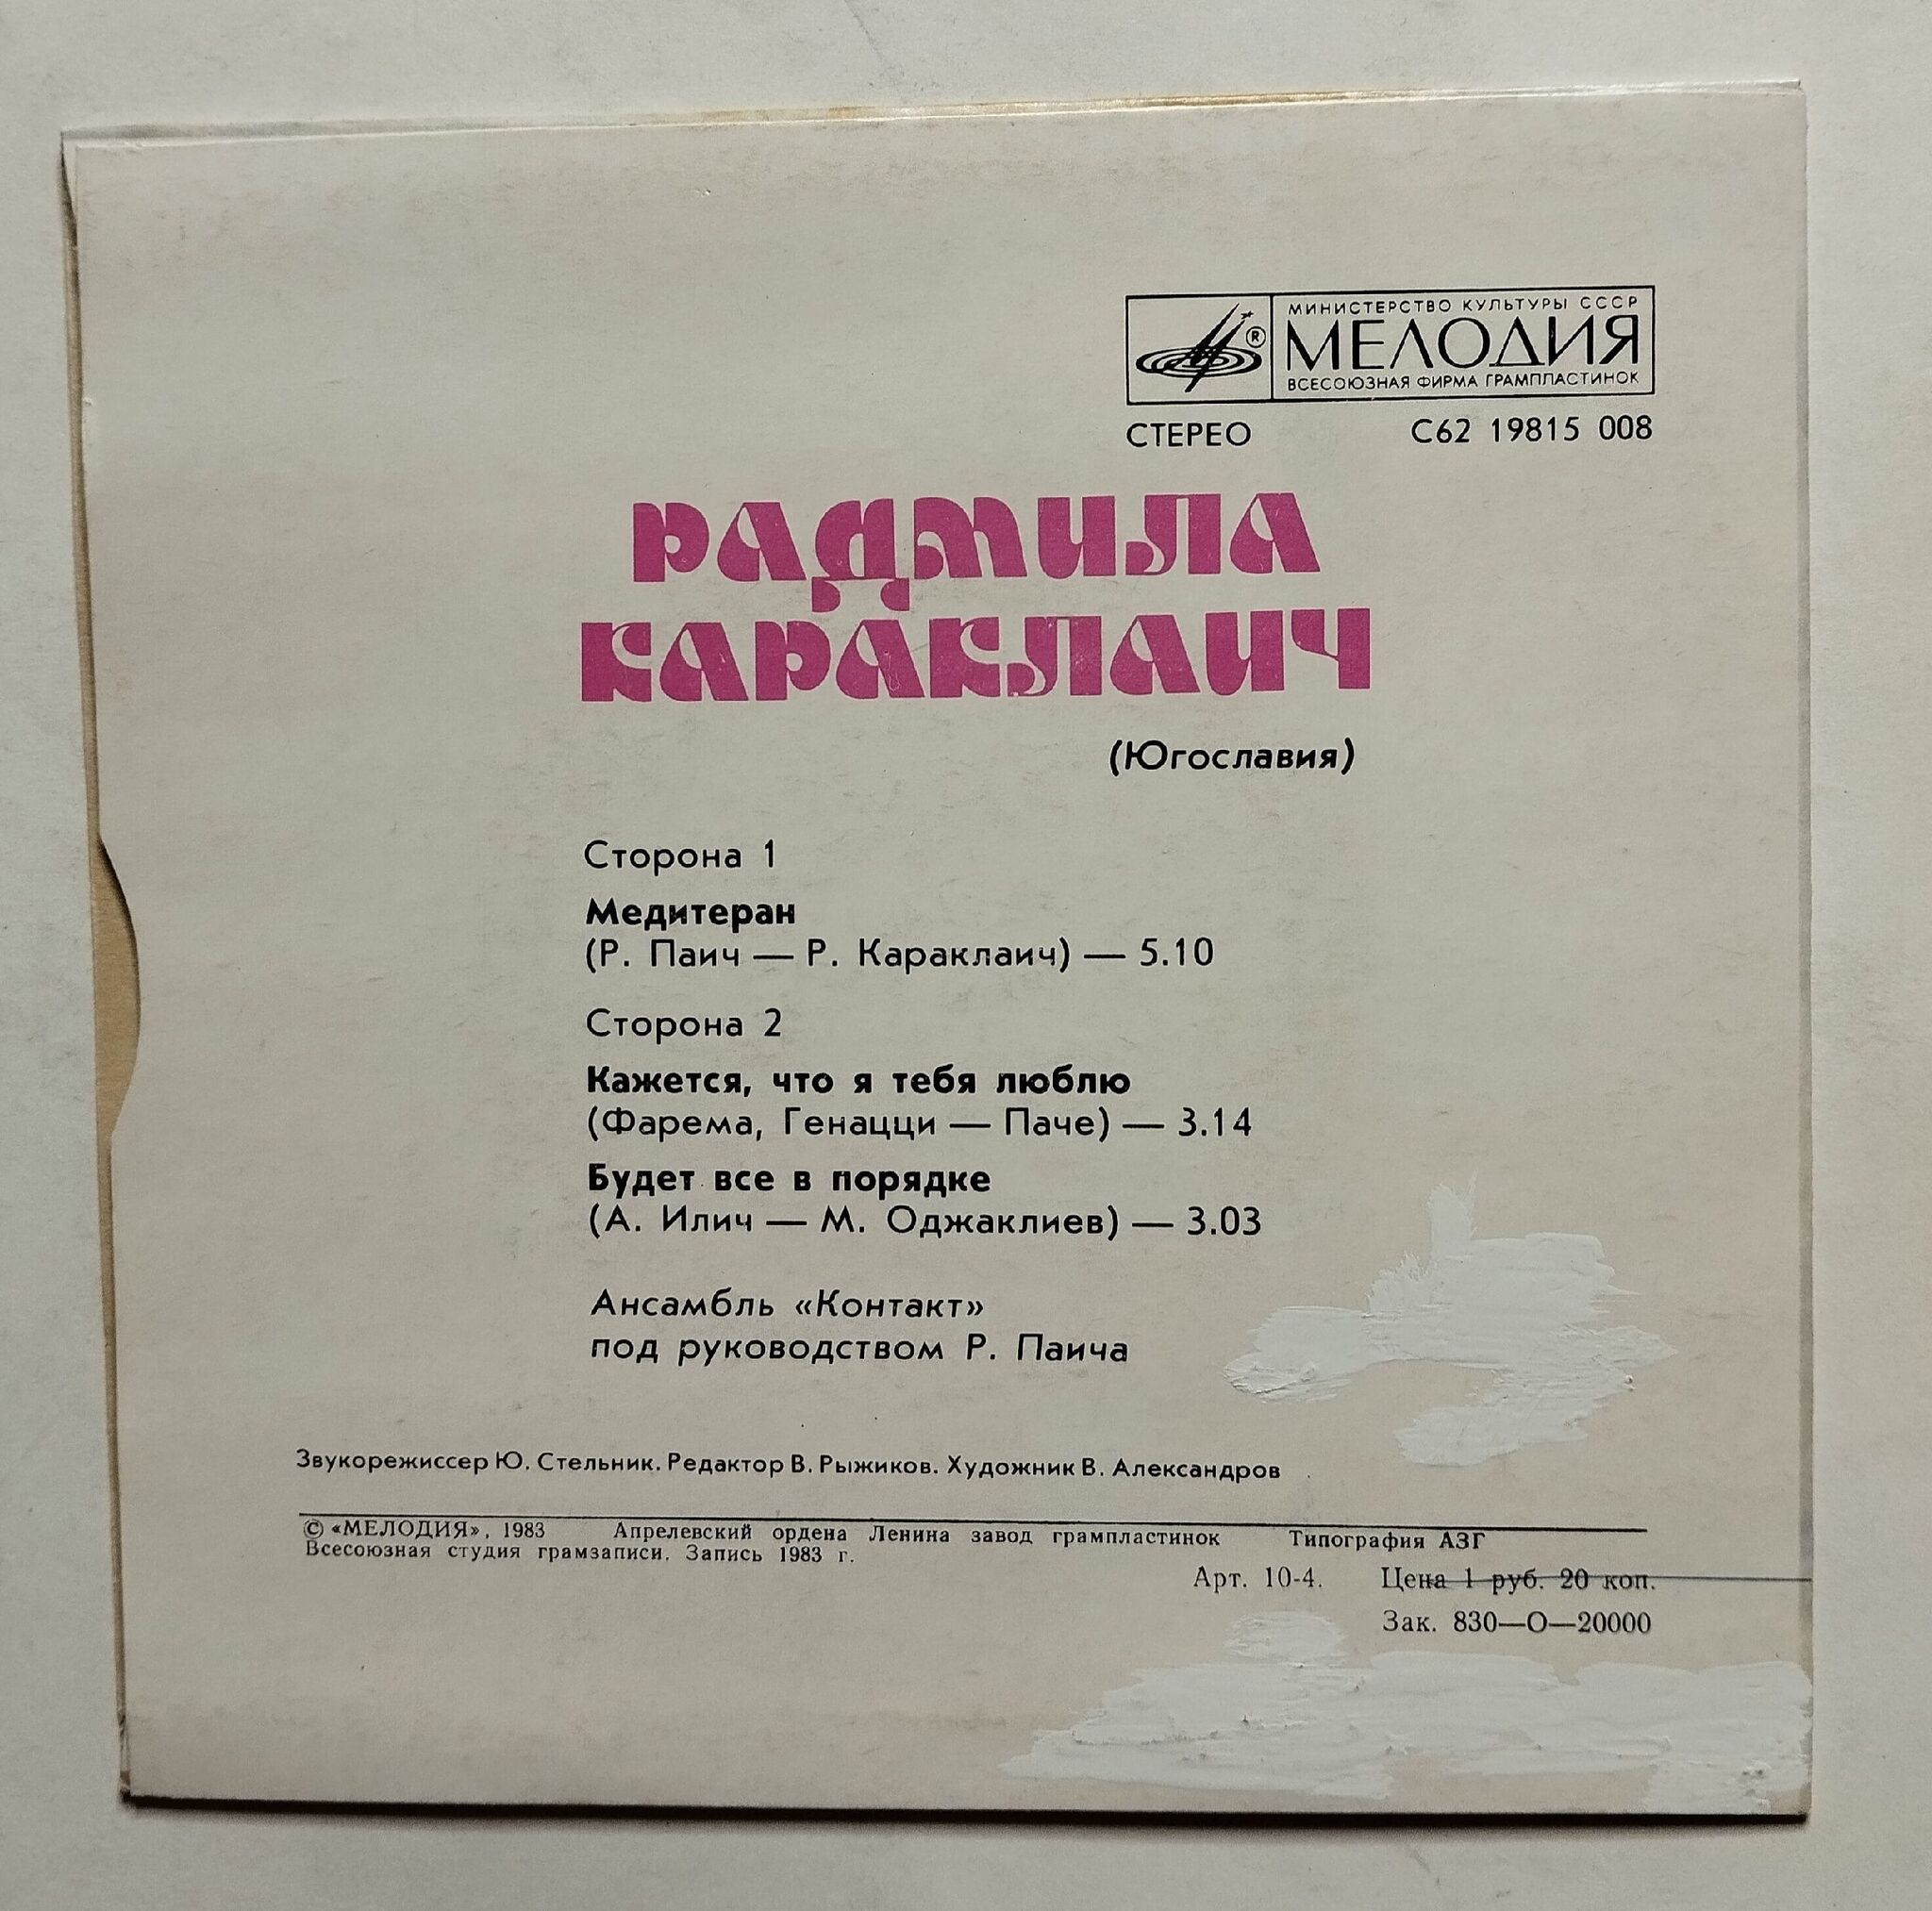 МИНИСТЕРСТВО КУЛЬТУРЫ СССР
® МЕЛОДИЯ
ВСЕСОЮЗНАЯ ФИРМА ГРАМПЛАСТИНОК
СТЕРЕО С62 19815 008
РАДМИЛА
КАРАКЛАИЧ
(Югославия)
Сторона 1
Медитеран
(Р. Паич — Р. Караклаич) — 5.10
Сторона 2
Кажется, что я тебя люблю
(Фарема, Генацци — Паче) — 3.14
Будет все в порядке
(А. Илич — М. Оджаклиев) — 3.03
Ансамбль «Контакт»
под руководством Р. Паича
Звукорежиссер Ю. Стельник. Редактор В. Рыжиков. Художник В. Александров
© «МЕЛОДИЯ», 1983 Апрелевский ордена Ленина завод грампластинок Типография АЗГ
Всесоюзная студия грамзаписи. Запись 1983 г.
Арт. 10-4. Цена 1 руб. 20 коп.
Зак. 830—О—20000